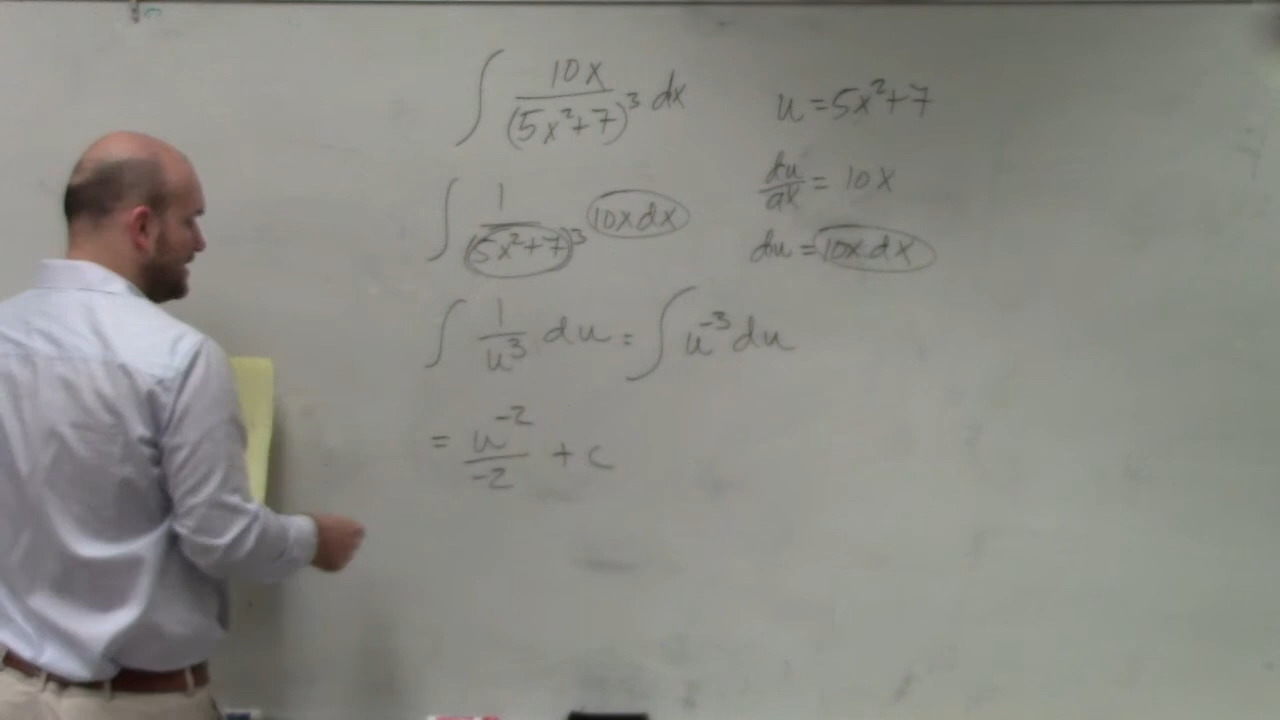 ∫ 10x/(5x²+7)³ dx
u = 5x²+7
du/dx = 10x
∫ 1/(5x²+7)³ 10x dx
du = 10x dx
∫ 1/u³ du = ∫ u⁻³ du
= u⁻²/-2 + c